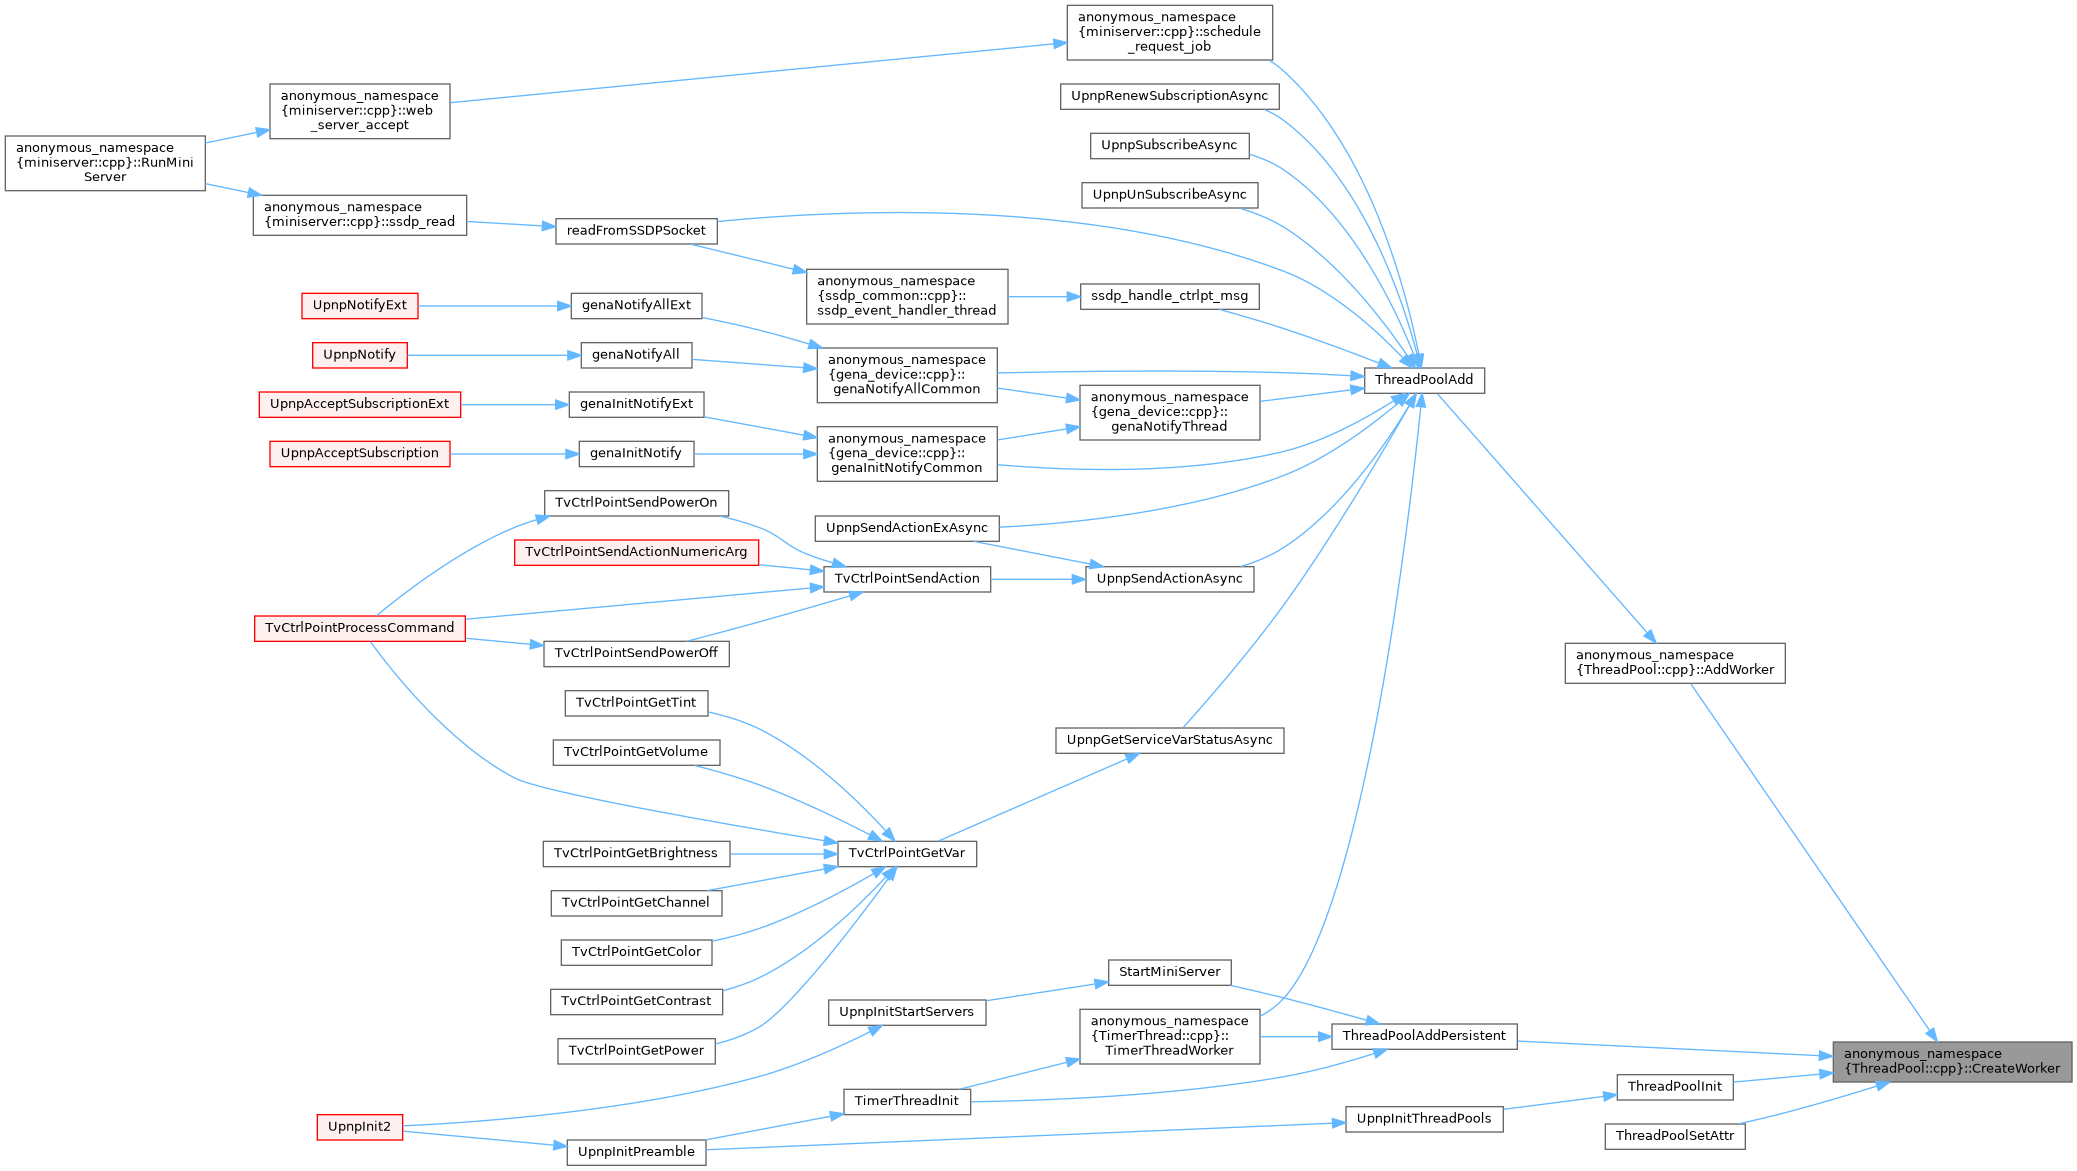 anonymous_namespace
{miniserver::cpp}::schedule
_request_job
UpnpRenewSubscriptionAsync
anonymous_namespace
{miniserver::cpp}::web
_server_accept
UpnpSubscribeAsync
anonymous_namespace
{miniserver::cpp}::RunMini
Server
UpnpUnSubscribeAsync
anonymous_namespace
{miniserver::cpp}::ssdp_read
readFromSSDPSocket
anonymous_namespace
{ssdp_common::cpp}::
ssdp_event_handler_thread
ssdp_handle_ctrlpt_msg
UpnpNotifyExt
genaNotifyAllExt
UpnpNotify
genaNotifyAll
anonymous_namespace
{gena_device::cpp}::
genaNotifyAllCommon
ThreadPoolAdd
UpnpAcceptSubscriptionExt
genaInitNotifyExt
anonymous_namespace
{gena_device::cpp}::
genaNotifyThread
UpnpAcceptSubscription
genaInitNotify
anonymous_namespace
{gena_device::cpp}::
genaInitNotifyCommon
TvCtrlPointSendPowerOn
UpnpSendActionExAsync
TvCtrlPointSendActionNumericArg
TvCtrlPointSendAction
UpnpSendActionAsync
TvCtrlPointProcessCommand
TvCtrlPointSendPowerOff
anonymous_namespace
{ThreadPool::cpp}::AddWorker
TvCtrlPointGetTint
TvCtrlPointGetVolume
UpnpGetServiceVarStatusAsync
TvCtrlPointGetBrightness
TvCtrlPointGetVar
TvCtrlPointGetChannel
TvCtrlPointGetColor
StartMiniServer
TvCtrlPointGetContrast
UpnpInitStartServers
anonymous_namespace
{TimerThread::cpp}::
TimerThreadWorker
ThreadPoolAddPersistent
TvCtrlPointGetPower
anonymous_namespace
{ThreadPool::cpp}::CreateWorker
ThreadPoolInit
TimerThreadInit
UpnpInit2
UpnpInitThreadPools
ThreadPoolSetAttr
UpnpInitPreamble